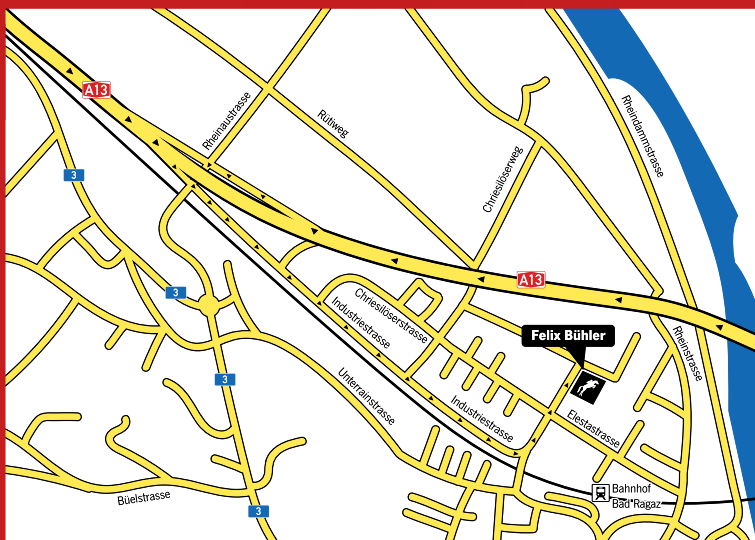 A13
Rheinaustrasse
Rütiweg
Rheindammstrasse
3
Chriesilöserweg
A13
3
Chriesilöserstrasse
Industriestrasse
Felix Bühler
Rheinstrasse
3
Unterrainstrasse
Industriestrasse
Elestastrasse
Büelstrasse
Bahnhof
Bad Ragaz
3